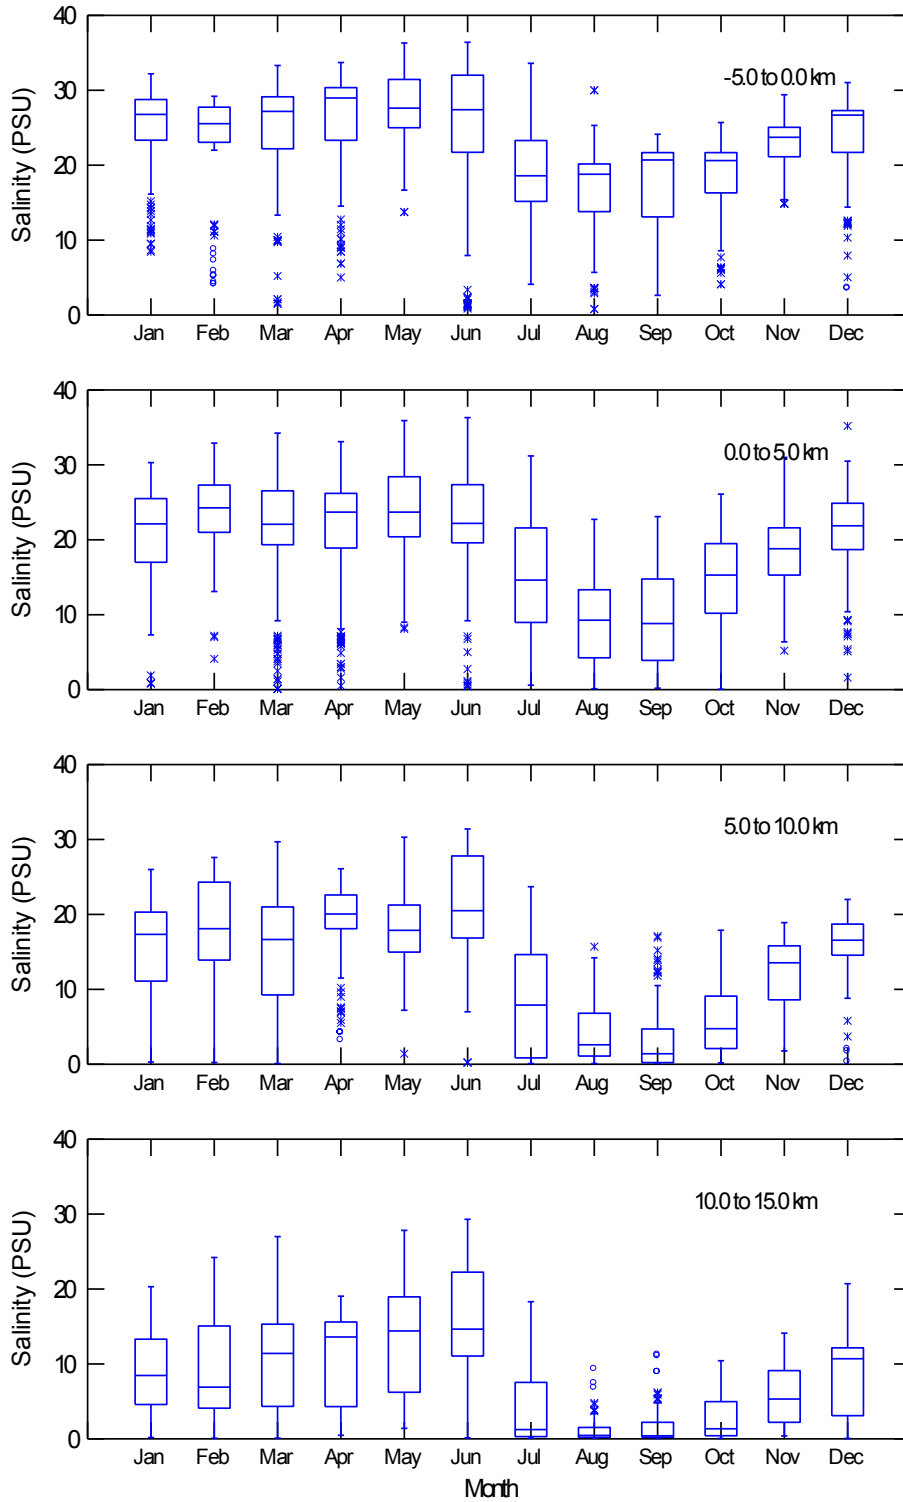 40
-5.0 to 0.0 km
30
Salinity (PSU)
20
10
0
Jan Feb Mar Apr May Jun Jul Aug Sep Oct Nov Dec
40
0.0 to 5.0 km
30
Salinity (PSU)
20
10
0
Jan Feb Mar Apr May Jun Jul Aug Sep Oct Nov Dec
40
5.0 to 10.0 km
30
Salinity (PSU)
20
10
0
Jan Feb Mar Apr May Jun Jul Aug Sep Oct Nov Dec
40
10.0 to 15.0 km
30
Salinity (PSU)
20
10
0
Jan Feb Mar Apr May Jun Jul Aug Sep Oct Nov Dec
Month